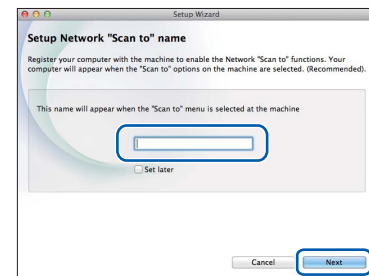 Setup Wizard
Setup Network "Scan to" name
Register your computer with the machine to enable the Network "Scan to" functions. Your
computer will appear when the "Scan to" options on the machine are selected. (Recommended).
This name will appear when the "Scan to" menu is selected at the machine
Set later
Cancel
Next